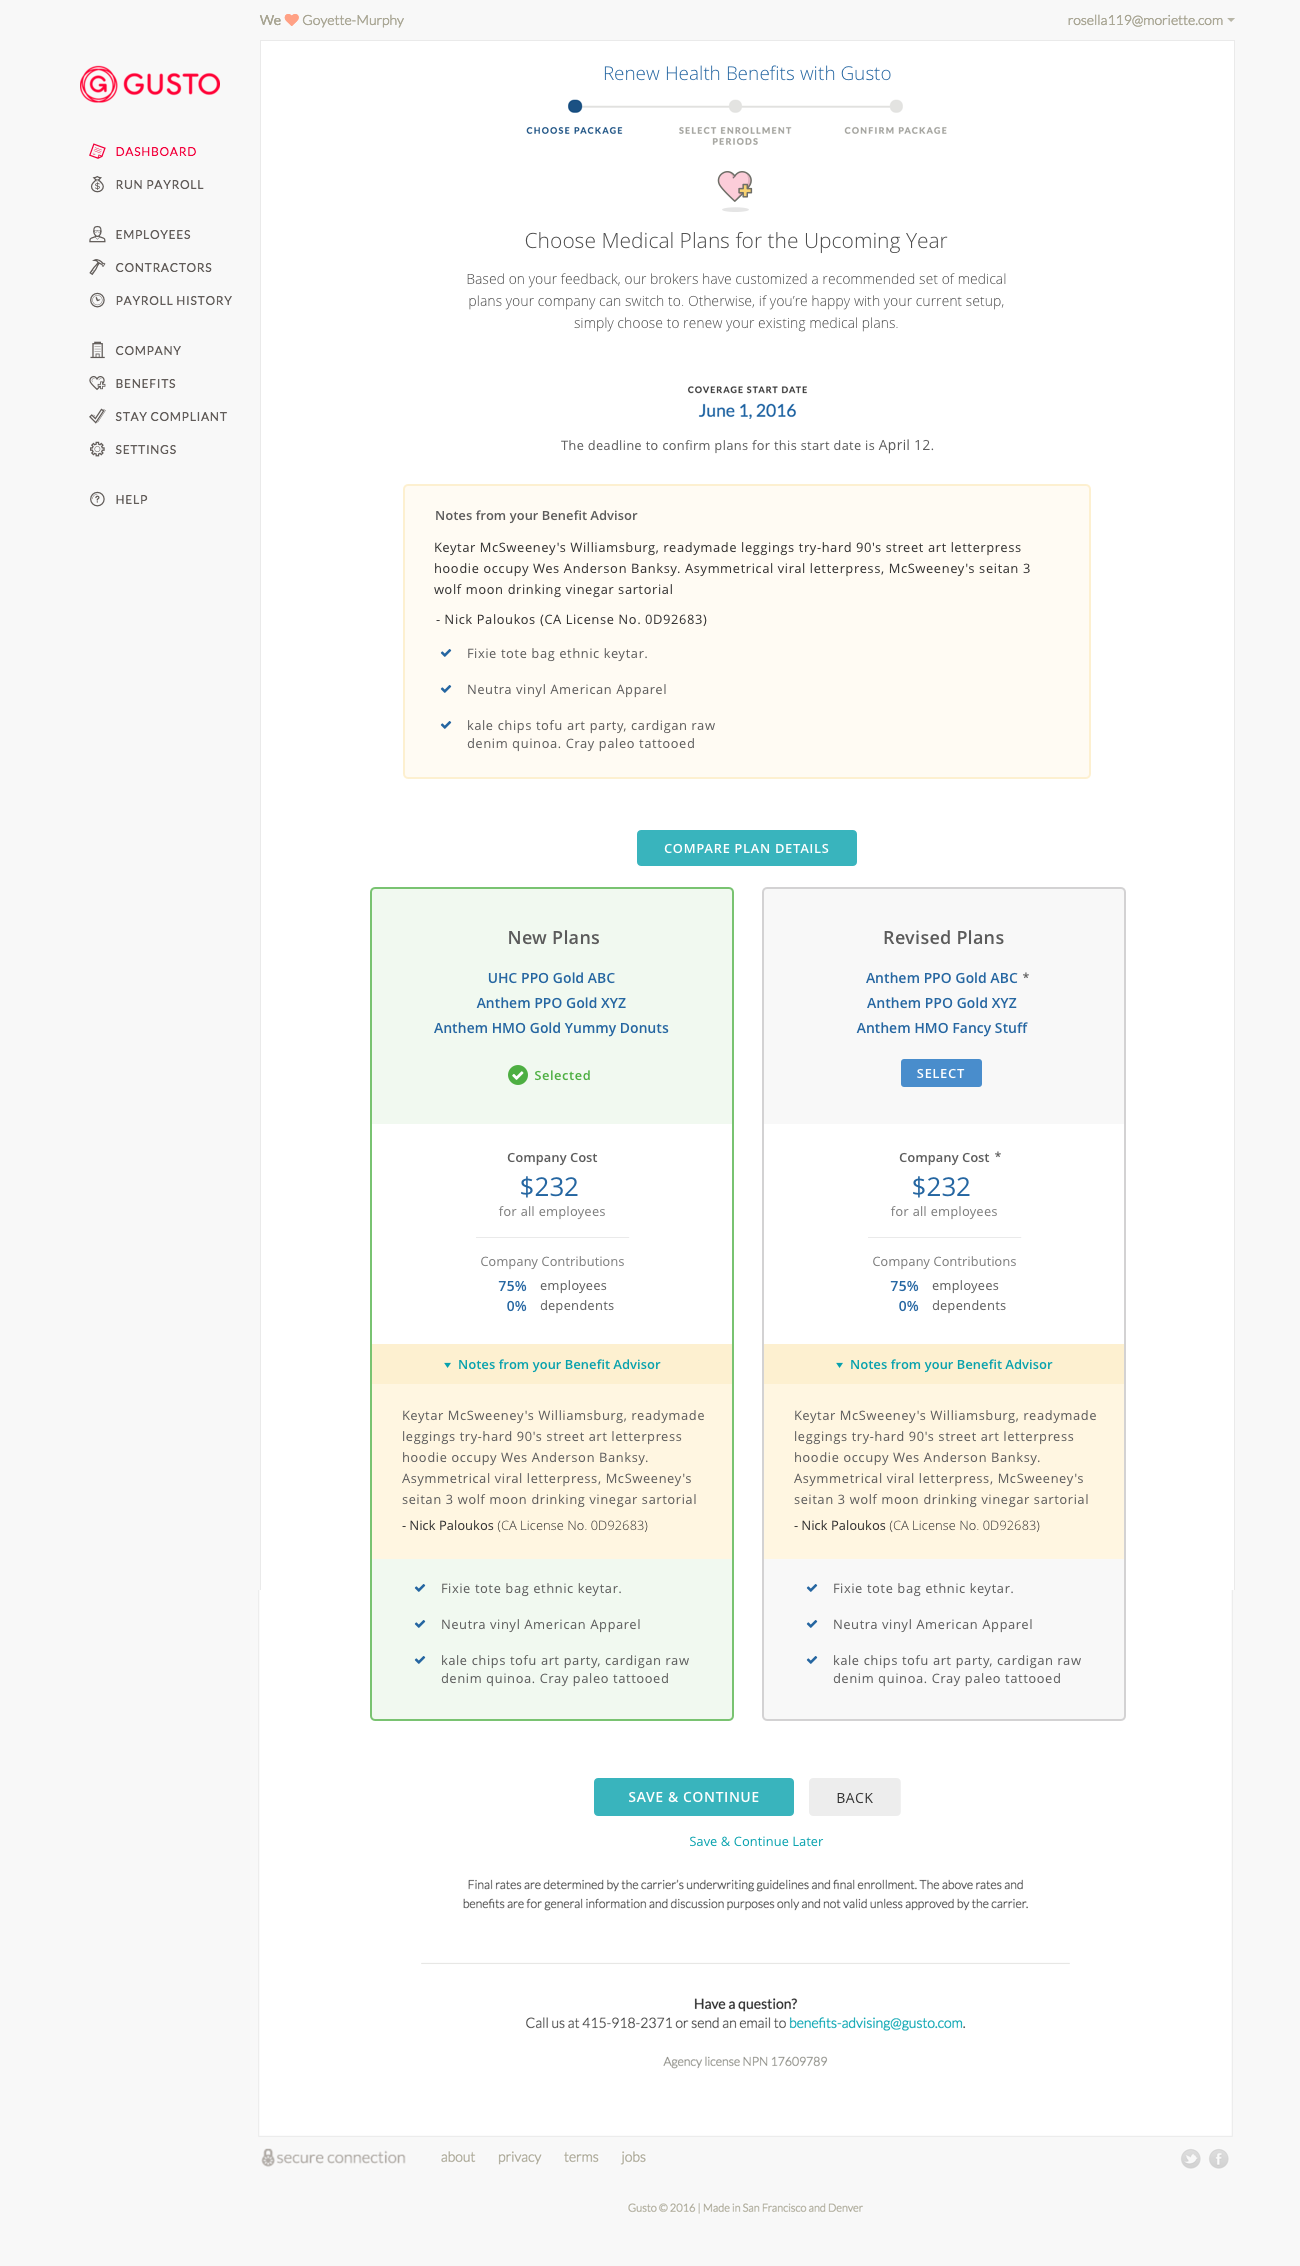 We Goyette-Murphy
rosella119@moriette.com
GUSTO
DASHBOARD
RUN PAYROLL
EMPLOYEES
CONTRACTORS
PAYROLL HISTORY
COMPANY
BENEFITS
STAY COMPLIANT
SETTINGS
HELP
Renew Health Benefits with Gusto
CHOOSE PACKAGE
SELECT ENROLLMENT
PERIODS
CONFIRM PACKAGE
Choose Medical Plans for the Upcoming Year
Based on your feedback, our brokers have customized a recommended set of medical
plans your company can switch to. Otherwise, if you’re happy with your current setup,
simply choose to renew your existing medical plans.
COVERAGE START DATE
June 1, 2016
The deadline to confirm plans for this start date is April 12.
Notes from your Benefit Advisor
Keytar McSweeney's Williamsburg, readymade leggings try-hard 90's street art letterpress
hoodie occupy Wes Anderson Banksy. Asymmetrical viral letterpress, McSweeney's seitan 3
wolf moon drinking vinegar sartorial
- Nick Paloukos (CA License No. 0D92683)
Fixie tote bag ethnic keytar.
Neutra vinyl American Apparel
kale chips tofu art party, cardigan raw
denim quinoa. Cray paleo tattooed
COMPARE PLAN DETAILS
New Plans
UHC PPO Gold ABC
Anthem PPO Gold XYZ
Anthem HMO Gold Yummy Donuts
Selected
Company Cost
$232
for all employees
Company Contributions
75% employees
0% dependents
Notes from your Benefit Advisor
Keytar McSweeney's Williamsburg, readymade
leggings try-hard 90's street art letterpress
hoodie occupy Wes Anderson Banksy.
Asymmetrical viral letterpress, McSweeney's
seitan 3 wolf moon drinking vinegar sartorial
- Nick Paloukos (CA License No. 0D92683)
Fixie tote bag ethnic keytar.
Neutra vinyl American Apparel
kale chips tofu art party, cardigan raw
denim quinoa. Cray paleo tattooed
Revised Plans
Anthem PPO Gold ABC *
Anthem PPO Gold XYZ
Anthem HMO Fancy Stuff
SELECT
Company Cost *
$232
for all employees
Company Contributions
75% employees
0% dependents
Notes from your Benefit Advisor
Keytar McSweeney's Williamsburg, readymade
leggings try-hard 90's street art letterpress
hoodie occupy Wes Anderson Banksy.
Asymmetrical viral letterpress, McSweeney's
seitan 3 wolf moon drinking vinegar sartorial
- Nick Paloukos (CA License No. 0D92683)
Fixie tote bag ethnic keytar.
Neutra vinyl American Apparel
kale chips tofu art party, cardigan raw
denim quinoa. Cray paleo tattooed
SAVE & CONTINUE
BACK
Save & Continue Later
Final rates are determined by the carrier’s underwriting guidelines and final enrollment. The above rates and
benefits are for general information and discussion purposes only and not valid unless approved by the carrier.
Have a question?
Call us at 415-918-2371 or send an email to benefits-advising@gusto.com.
Agency license NPN 17609789
secure connection
about privacy terms jobs
Gusto © 2016 | Made in San Francisco and Denver